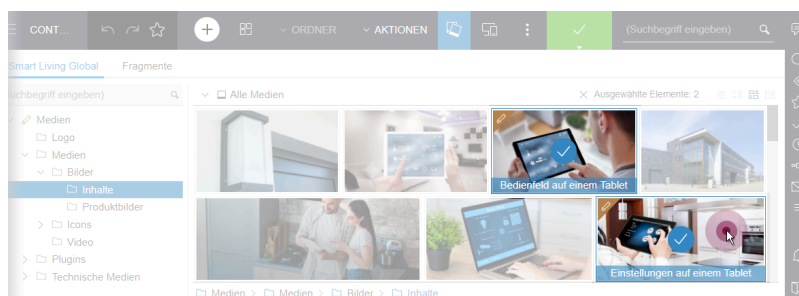 CONT...
ORDNER
AKTIONEN
(Suchbegriff eingeben)
Smart Living Global
Fragmente
Suchbegriff eingeben)
Alle Medien
Ausgewählte Elemente: 2
Medien
Logo
Medien
Bilder
Inhalte
Produktbilder
Icons
Video
Plugins
Technische Medien
Bedienfeld auf einem Tablet
Einstellungen auf einem Tablet
Medien > Medien > Bilder > Inhalte